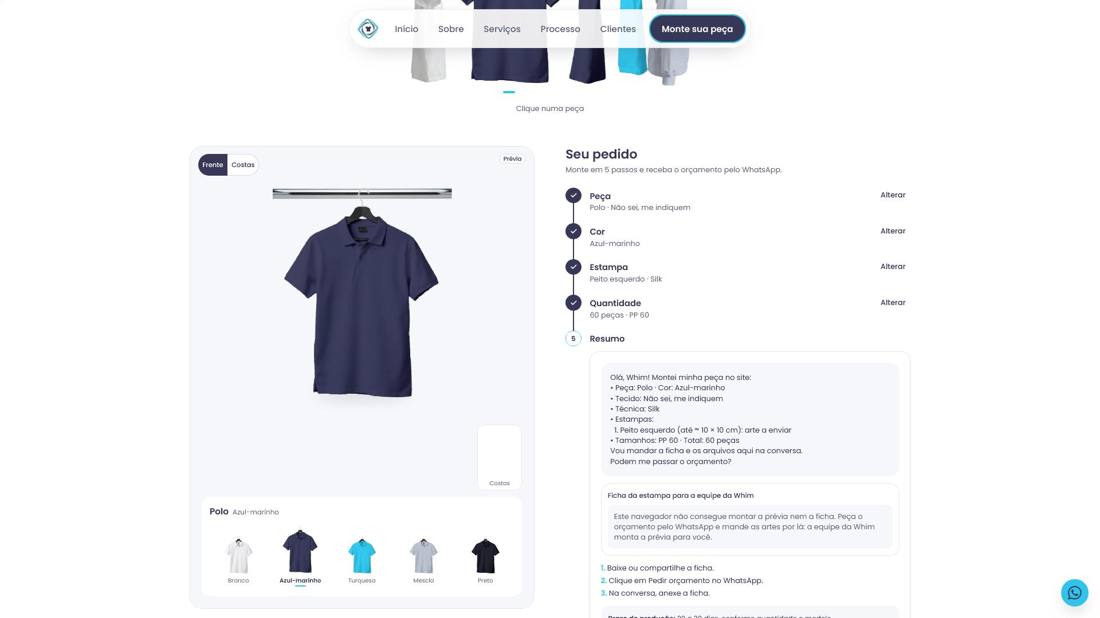 Início
Sobre
Serviços
Processo
Clientes
Monte sua peça
Clique numa peça
Frente
Costas
Prévia
Costas
Polo Azul-marinho
Branco
Azul-marinho
Turquesa
Mescla
Preto
Seu pedido
Monte em 5 passos e receba o orçamento pelo WhatsApp.
Peça
Alterar
Polo · Não sei, me indiquem
Cor
Alterar
Azul-marinho
Estampa
Alterar
Peito esquerdo · Silk
Quantidade
Alterar
60 peças · PP 60
5 Resumo
Olá, Whim! Montei minha peça no site:
• Peça: Polo · Cor: Azul-marinho
• Tecido: Não sei, me indiquem
• Técnica: Silk
• Estampas:
1. Peito esquerdo (até ≈ 10 × 10 cm): arte a enviar
• Tamanhos: PP 60 · Total: 60 peças
Vou mandar a ficha e os arquivos aqui na conversa.
Podem me passar o orçamento?
Ficha da estampa para a equipe da Whim
Este navegador não consegue montar a prévia nem a ficha. Peça o
orçamento pelo WhatsApp e mande as artes por lá: a equipe da Whim
monta a prévia para você.
1. Baixe ou compartilhe a ficha.
2. Clique em Pedir orçamento no WhatsApp.
3. Na conversa, anexe a ficha.